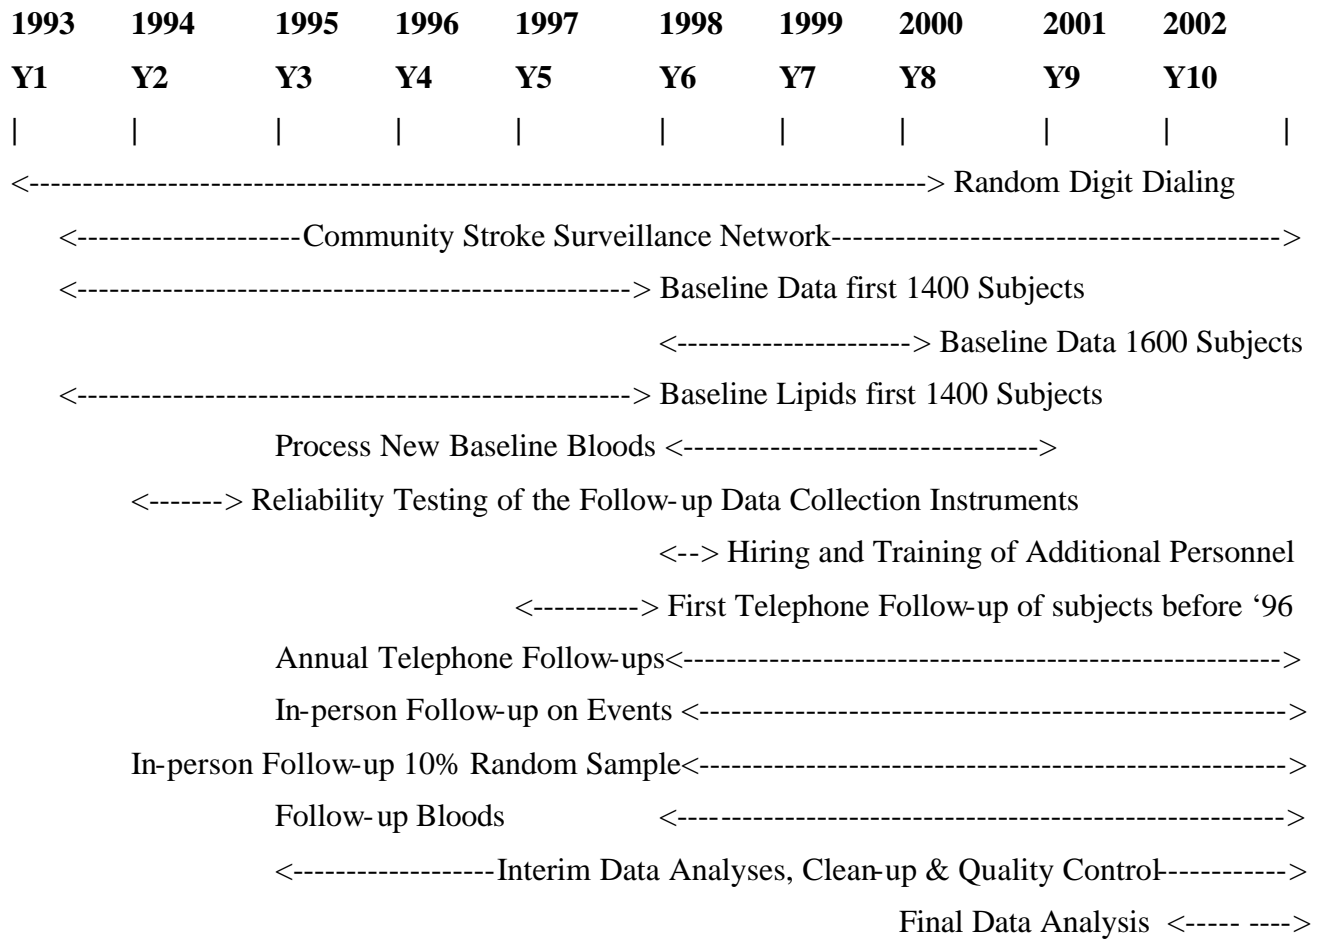 1993 1994 1995 1996 1997 1998 1999 2000 2001 2002
Y1 Y2 Y3 Y4 Y5 Y6 Y7 Y8 Y9 Y10
| | | | | | | | | | |
<------------------------------------------------------------------------------------> Random Digit Dialing
<---------------------Community Stroke Surveillance Network------------------------------------------>
<----------------------------------------------------> Baseline Data first 1400 Subjects
<----------------------> Baseline Data 1600 Subjects
<----------------------------------------------------> Baseline Lipids first 1400 Subjects
Process New Baseline Bloods <---------------------------------->
<-------> Reliability Testing of the Follow-up Data Collection Instruments
<--> Hiring and Training of Additional Personnel
<----------> First Telephone Follow-up of subjects before ‘96
Annual Telephone Follow-ups<-------------------------------------------------------->
In-person Follow-up on Events <------------------------------------------------------->
In-person Follow-up 10% Random Sample<------------------------------------------------------->
Follow-up Bloods <--------------------------------------------------------->
<-------------------Interim Data Analyses, Clean-up & Quality Control------------->
Final Data Analysis <----- ---->